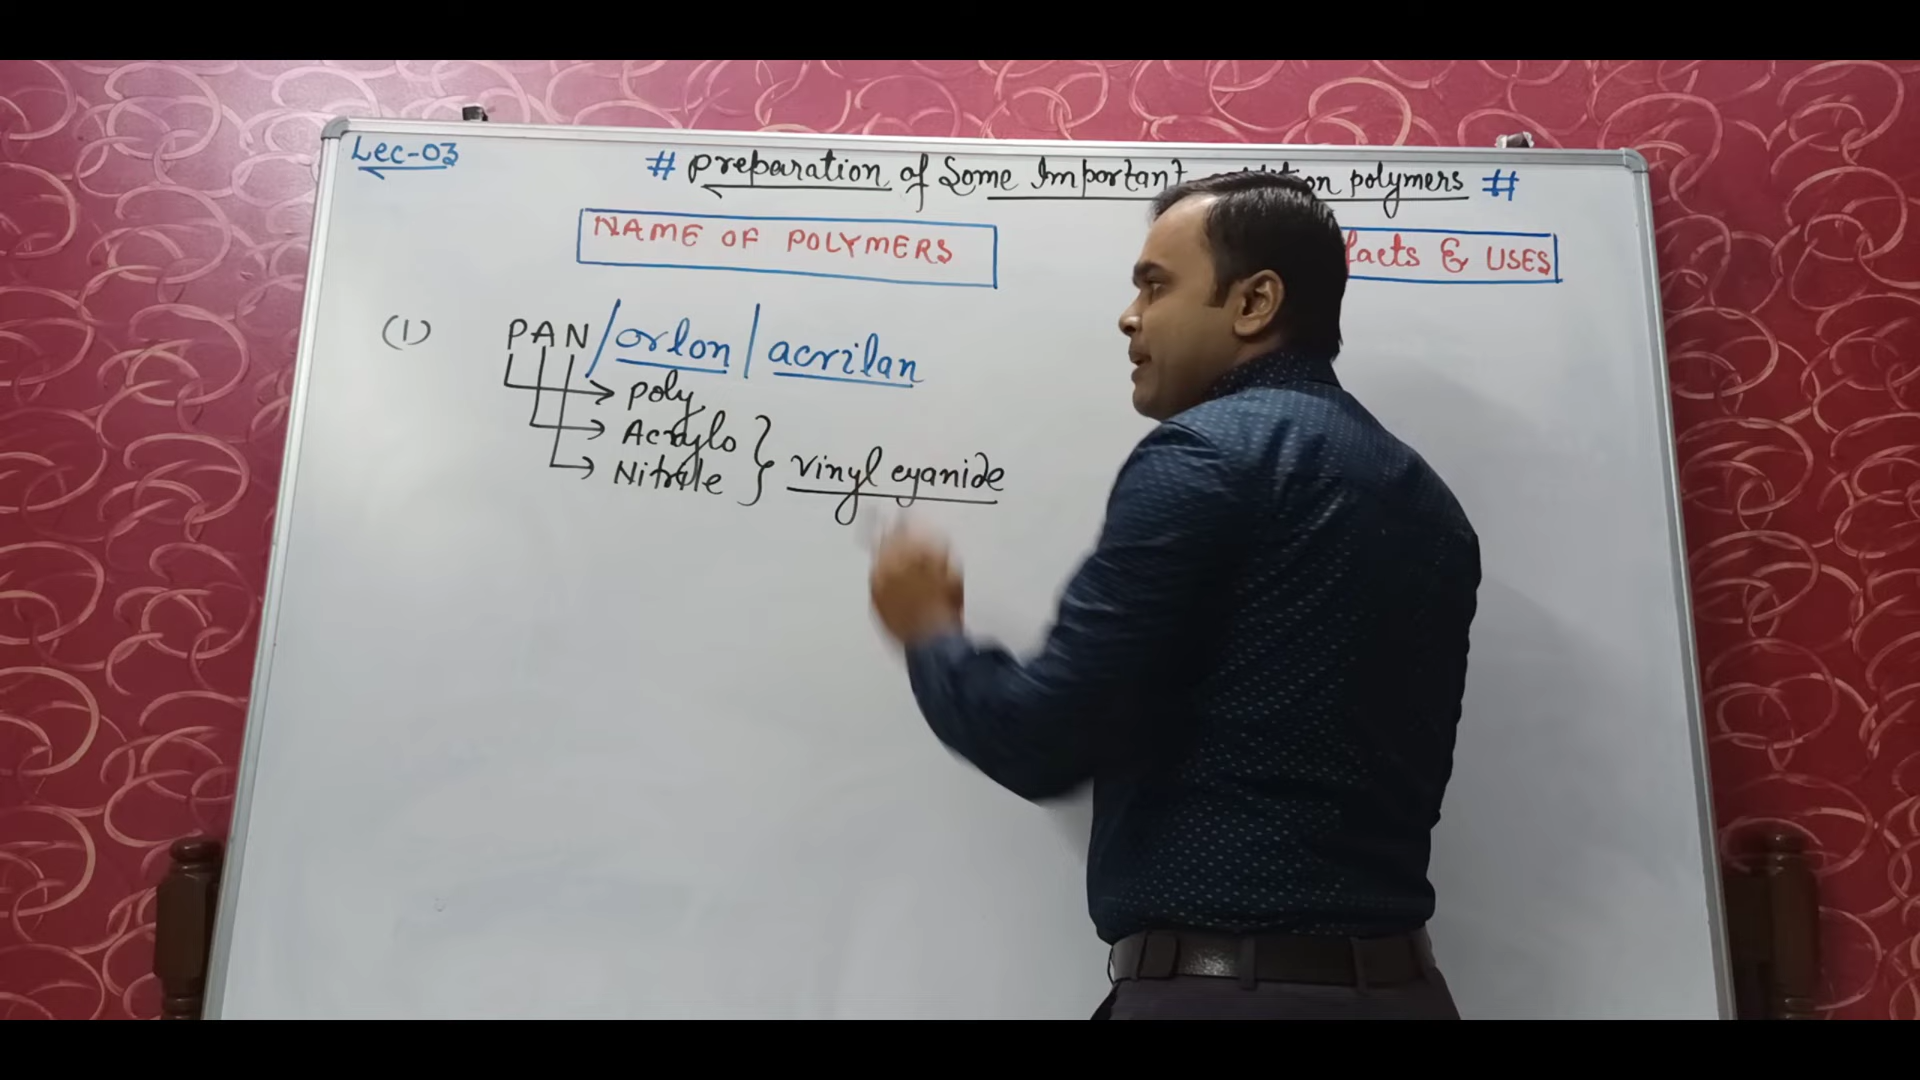 Lec-03
# preparation of Some Important polymers #
NAME OF POLYMERS
facts & USES
(1) PAN/orlon/acrilan
poly
Acrylo
Nitrile
vinyl cyanide